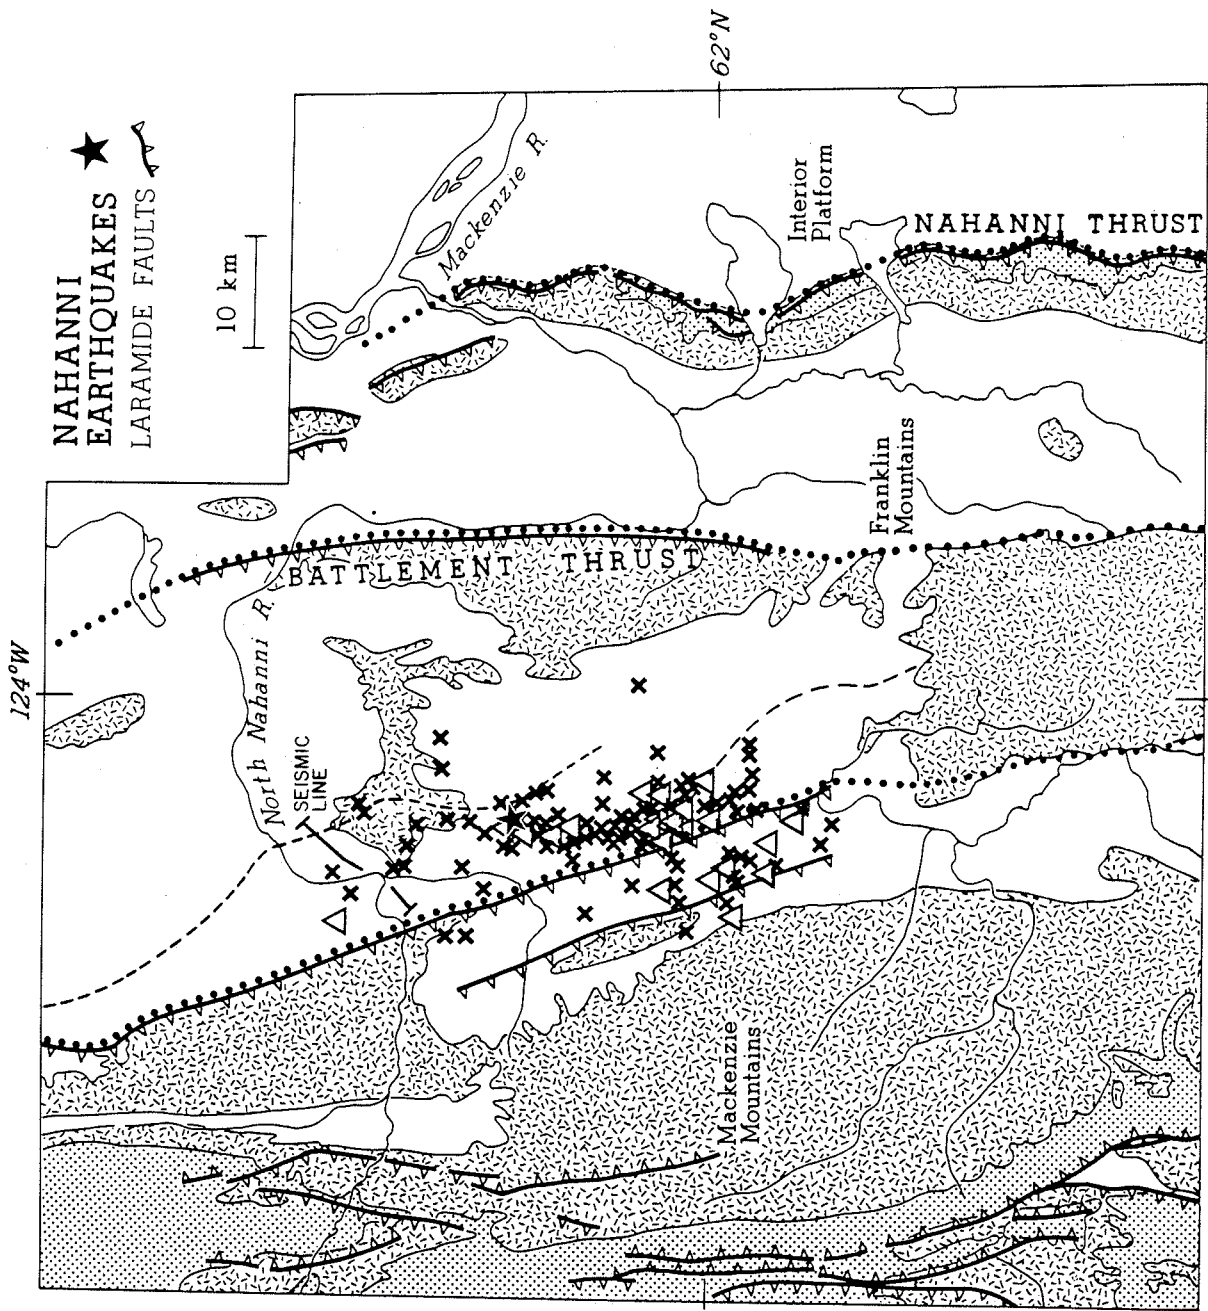 NAHANNI
EARTHQUAKES
LARAMIDE FAULTS
10 km
62°N
124°W
Mackenzie R.
Interior
Platform
NAHANNI THRUST
Franklin
Mountains
BATTLEMENT THRUST
North Nahanni R.
SEISMIC
LINE
Mackenzie
Mountains